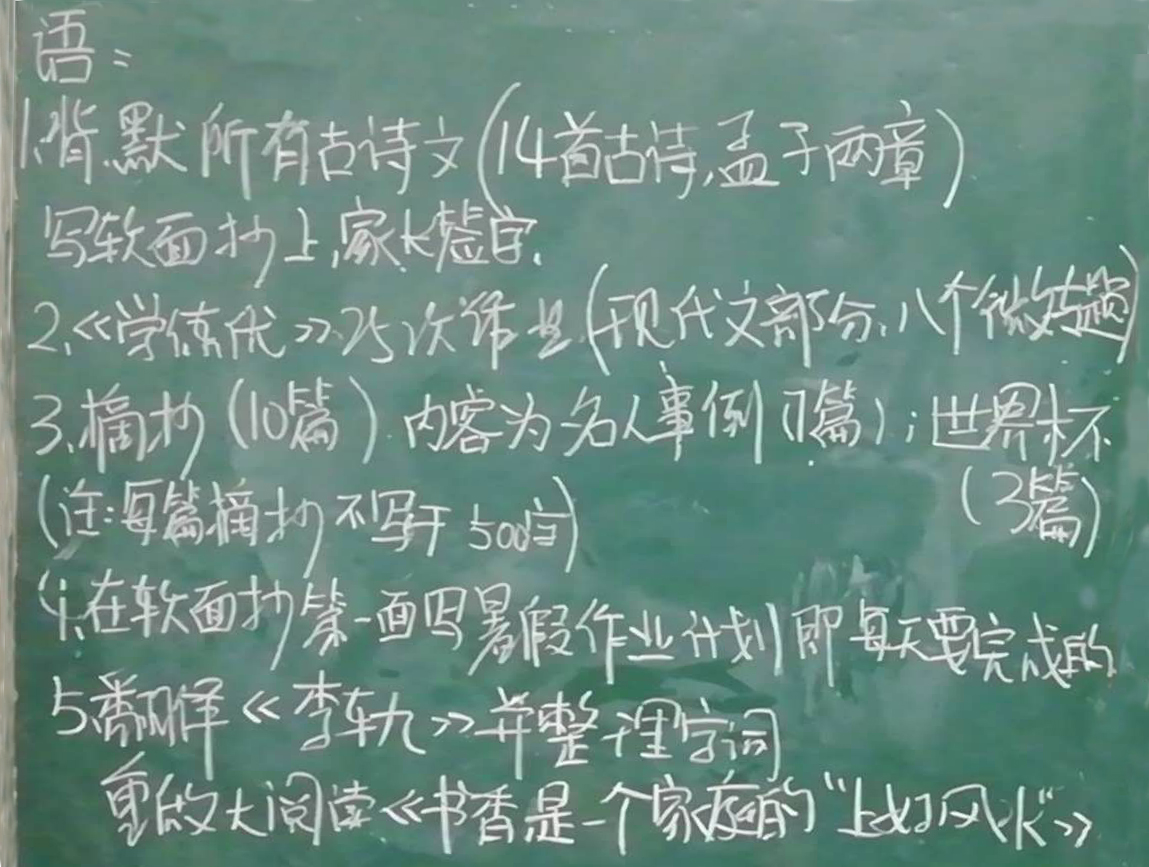 语:
1.背.默所有古诗文(14首古诗,孟子两章)
写软面抄上,家长签字.
2.《学练优》25次作业(现代文部分,八个微专题)
3.摘抄(10篇) 内容为名人事例(7篇);世界杯
(3篇)
(注:每篇摘抄不写于500字)
4.在软面抄第一面写暑假作业计划即每天要完成的
5.翻译《李车九》并整理字词
重做大阅读《书香是一个家庭的"上好风水"》